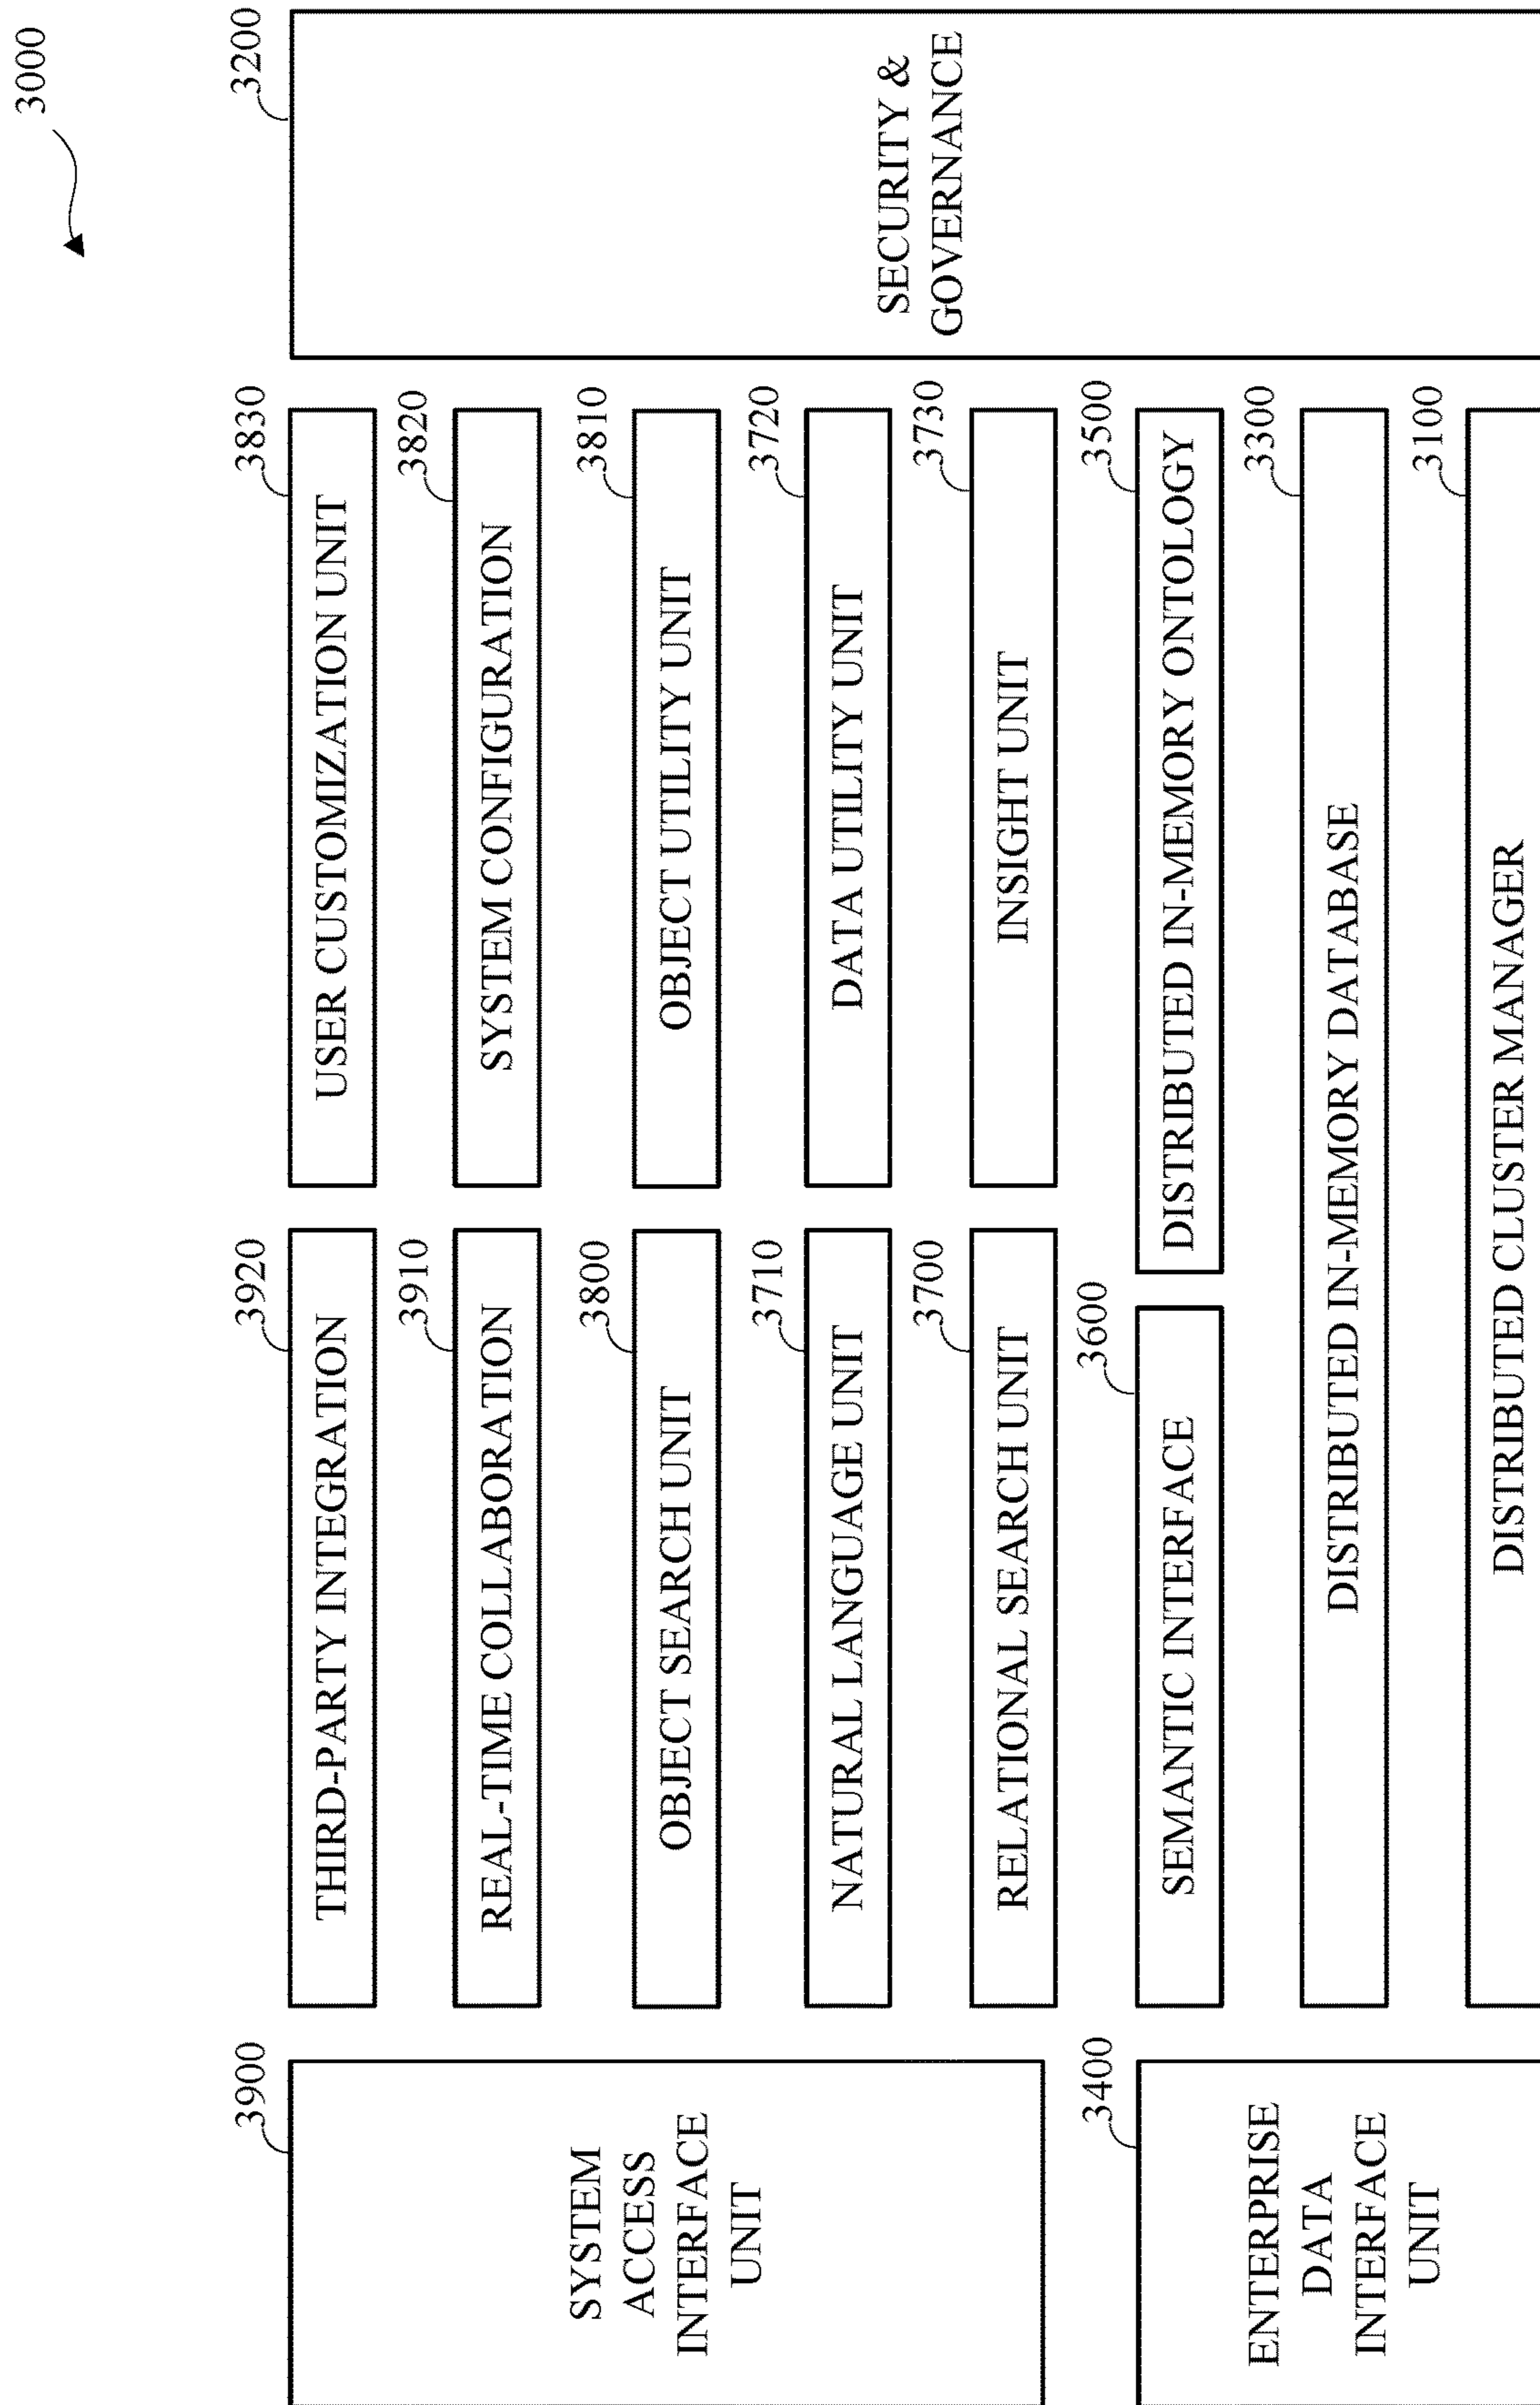 3000
3900
SYSTEM
ACCESS
INTERFACE
UNIT
3920
THIRD-PARTY INTEGRATION
3830
USER CUSTOMIZATION UNIT
3200
SECURITY &
GOVERNANCE
3910
REAL-TIME COLLABORATION
3820
SYSTEM CONFIGURATION
3800
OBJECT SEARCH UNIT
3810
OBJECT UTILITY UNIT
3710
NATURAL LANGUAGE UNIT
3720
DATA UTILITY UNIT
3700
RELATIONAL SEARCH UNIT
3730
INSIGHT UNIT
3400
ENTERPRISE
DATA
INTERFACE
UNIT
3600
SEMANTIC INTERFACE
3500
DISTRIBUTED IN-MEMORY ONTOLOGY
3300
DISTRIBUTED IN-MEMORY DATABASE
3100
DISTRIBUTED CLUSTER MANAGER